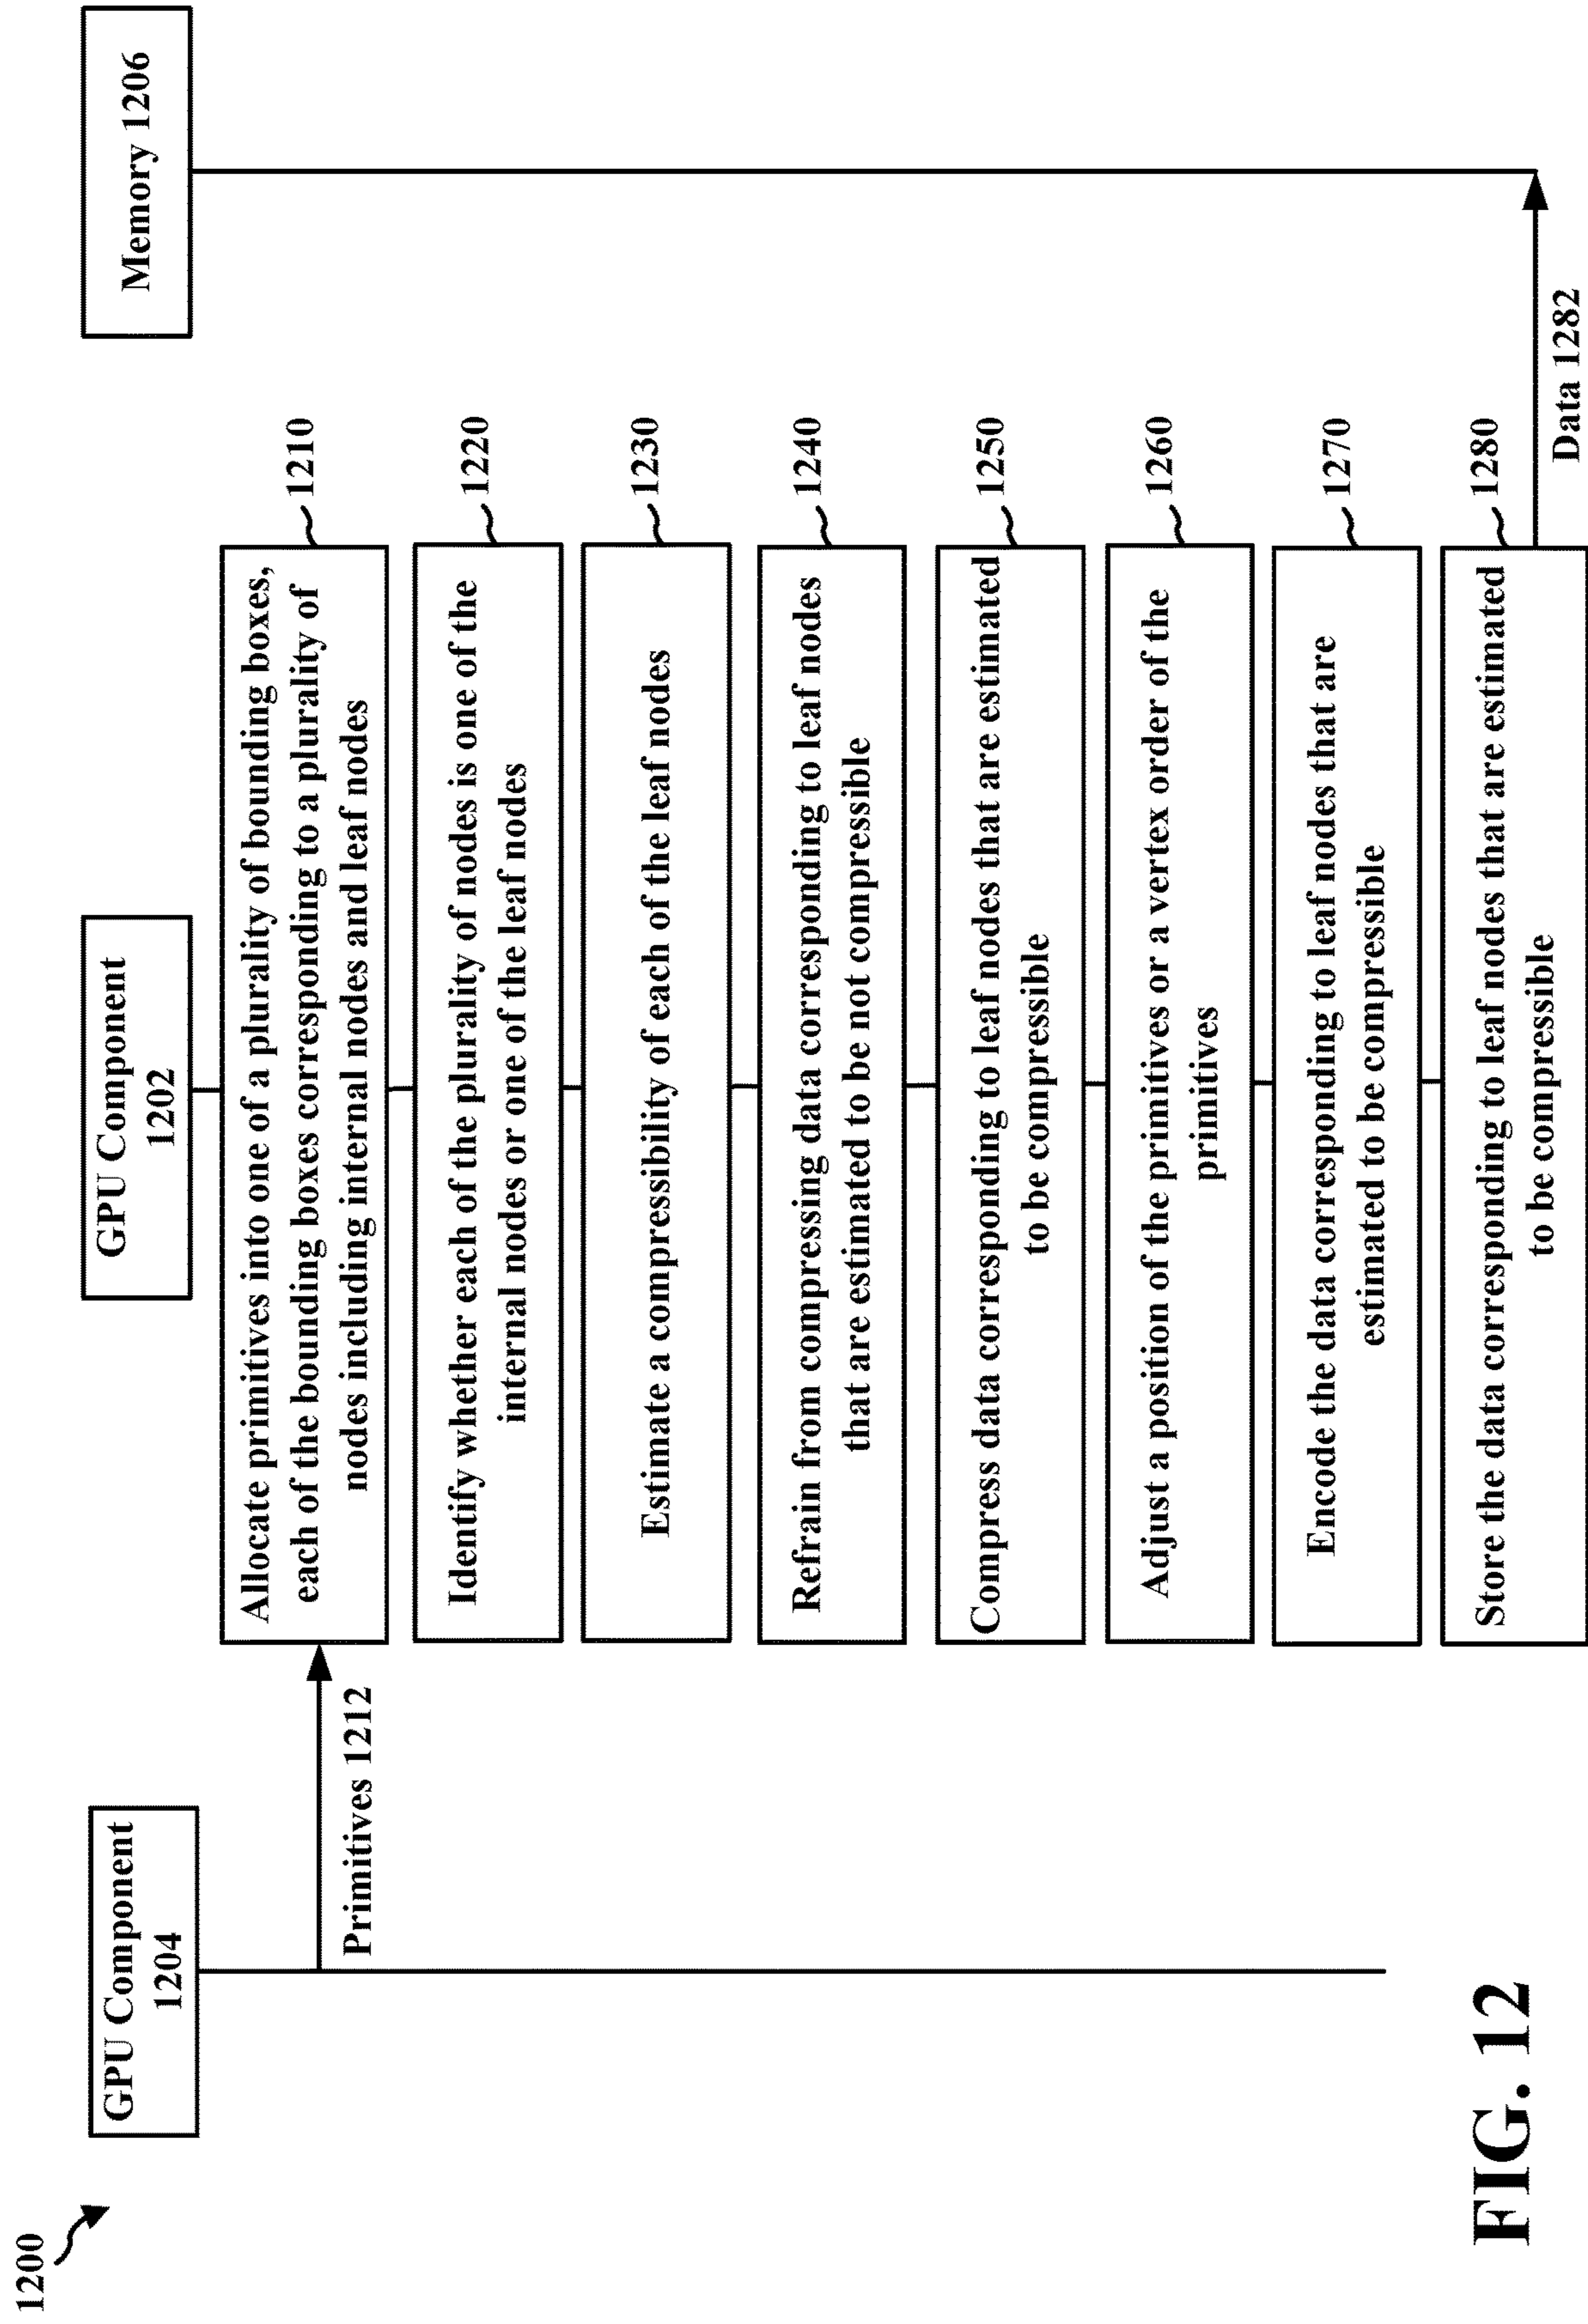 1200
GPU Component
1204
GPU Component
1202
Memory 1206
Primitives 1212
Allocate primitives into one of a plurality of bounding boxes,
each of the bounding boxes corresponding to a plurality of
nodes including internal nodes and leaf nodes
1210
Identify whether each of the plurality of nodes is one of the
internal nodes or one of the leaf nodes
1220
Estimate a compressibility of each of the leaf nodes
1230
Refrain from compressing data corresponding to leaf nodes
that are estimated to be not compressible
1240
Compress data corresponding to leaf nodes that are estimated
to be compressible
1250
Adjust a position of the primitives or a vertex order of the
primitives
1260
Encode the data corresponding to leaf nodes that are
estimated to be compressible
1270
Store the data corresponding to leaf nodes that are estimated
to be compressible
1280
Data 1282
FIG. 12